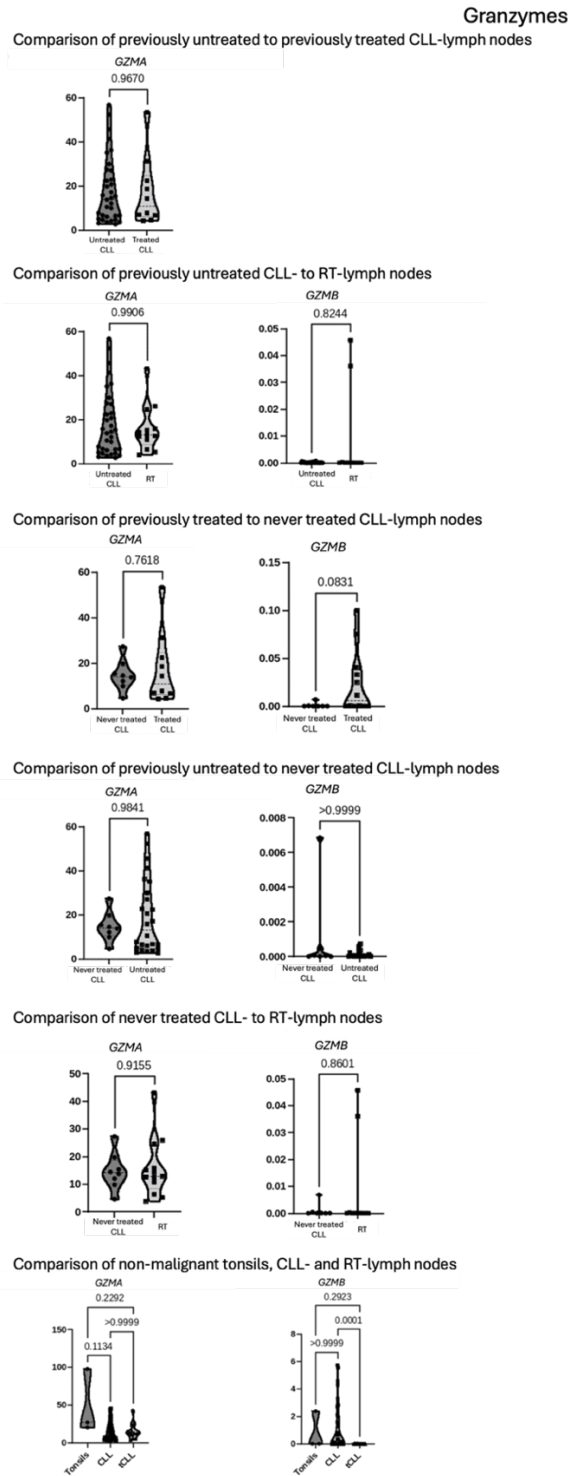 Granzymes
Comparison of previously untreated to previously treated CLL-lymph nodes
GZMA
0.9670
60
40
20
0
Untreated CLL
Treated CLL
Comparison of previously untreated CLL- to RT-lymph nodes
GZMA
0.9906
60
40
20
0
Untreated CLL
RT
GZMB
0.8244
0.05
0.04
0.03
0.02
0.01
0.00
Untreated CLL
RT
Comparison of previously treated to never treated CLL-lymph nodes
GZMA
0.7618
60
40
20
0
Never treated CLL
Treated CLL
GZMB
0.0831
0.15
0.10
0.05
0.00
Never treated CLL
Treated CLL
Comparison of previously untreated to never treated CLL-lymph nodes
GZMA
0.9841
60
40
20
0
Never treated CLL
Untreated CLL
GZMB
>0.9999
0.008
0.006
0.004
0.002
0.000
Never treated CLL
Untreated CLL
Comparison of never treated CLL- to RT-lymph nodes
GZMA
0.9155
50
40
30
20
10
0
Never treated CLL
RT
GZMB
0.8601
0.05
0.04
0.03
0.02
0.01
0.00
Never treated CLL
RT
Comparison of non-malignant tonsils, CLL- and RT-lymph nodes
GZMA
0.2292
>0.9999
0.1134
150
100
50
0
Tonsils
CLL
tCLL
GZMB
0.2923
0.0001
>0.9999
8
6
4
2
0
Tonsils
CLL
tCLL